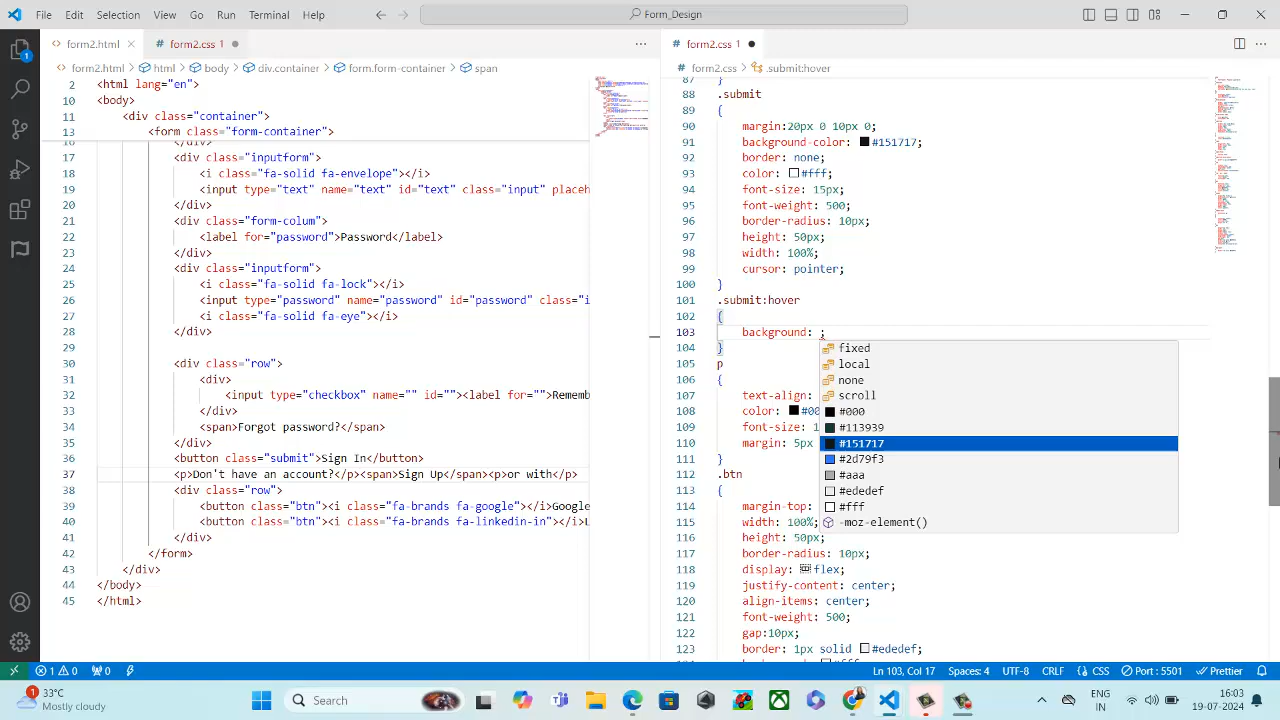 File Edit Selection View Go Run Terminal Help
Form_Design
form2.html
form2.css 1
form2.css 1
form2.html > html > body > div.container > form.form-container > span
form2.css > .submit:hover
1
2 <html lang="en">
10 <body>
11 <div class="container">
13 <form class="form-container">
16 </div>
17 <div class="inputform">
18 <i class="fa-solid fa-envelope"></i>
19 <input type="text" name="text" id="text" class="input" placeh
20 </div>
21 <div class="form-colum">
22 <label for="password">Password</label>
23 </div>
24 <div class="inputform">
25 <i class="fa-solid fa-lock"></i>
26 <input type="password" name="password" id="password" class="i
27 <i class="fa-solid fa-eye"></i>
28 </div>
29
30 <div class="row">
31 <div>
32 <input type="checkbox" name="" id=""><label for="">Rememb
33 </div>
34 <span>Forgot password?</span>
35 </div>
36 <button class="submit">Sign In</button>
37 <p>Don't have an account?</p><span>Sign Up</span><p>or with</p>
38 <div class="row">
39 <button class="btn"><i class="fa-brands fa-google"></i>Google
40 <button class="btn"><i class="fa-brands fa-linkedin-in"></i>L
41 </div>
42 </form>
43 </div>
44 </body>
45 </html>
87 }
88 .submit
89 {
90 margin:20px 0 10px 0;
91 background-color: #151717;
92 border: none;
93 color: #fff;
94 font-size: 15px;
95 font-weight: 500;
96 border-radius: 10px;
97 height: 50px;
98 width: 100%;
99 cursor: pointer;
100 }
101 .submit:hover
102 {
103 background: ;
104 }
105 p
106 {
107 text-align:
108 color: #00
109 font-size: 1
110 margin: 5px
111 }
112 .btn
113 {
114 margin-top:
115 width: 100%;
116 height: 50px;
117 border-radius: 10px;
118 display: flex;
119 justify-content: center;
120 align-items: center;
121 font-weight: 500;
122 gap:10px;
123 border: 1px solid #ededef;
fixed
local
none
scroll
#000
#113939
#151717
#2d79f3
#aaa
#ededef
#fff
-moz-element()
1 0 0 Ln 103, Col 17 Spaces: 4 UTF-8 CRLF {} CSS Port : 5501 Prettier
1
33°C
Mostly cloudy
Search
ENG
IN
16:03
19-07-2024